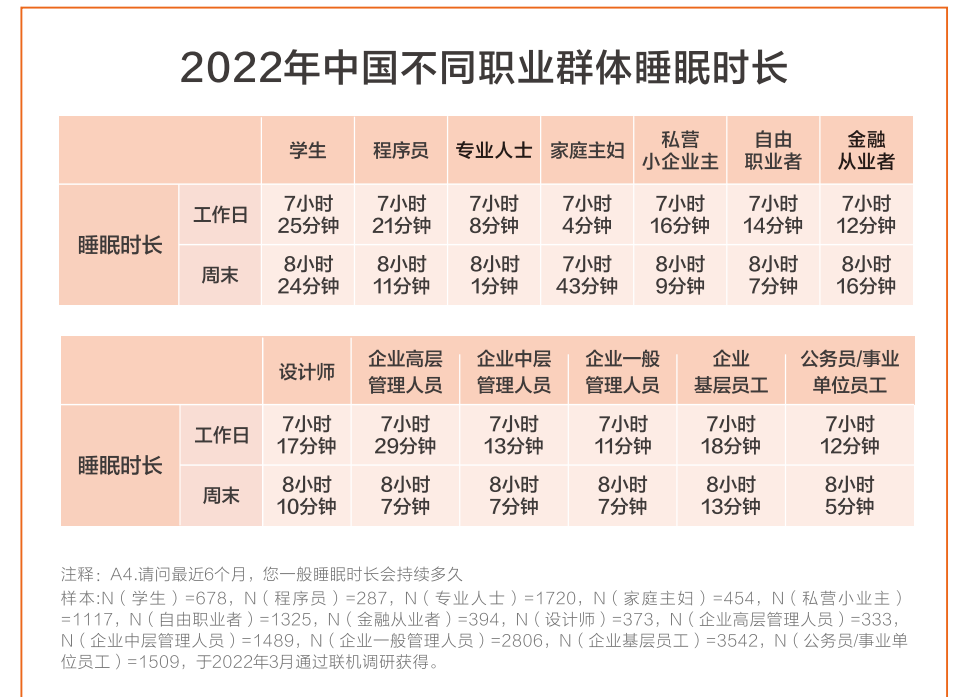 2022年中国不同职业群体睡眠时长
学生 程序员 专业人士 家庭主妇 私营 自由 金融
小企业主 职业者 从业者
睡眠时长 工作日 7小时 7小时 7小时 7小时 7小时 7小时 7小时
25分钟 21分钟 8分钟 4分钟 16分钟 14分钟 12分钟
周末 8小时 8小时 8小时 7小时 8小时 8小时 8小时
24分钟 11分钟 1分钟 43分钟 9分钟 7分钟 16分钟
设计师 企业高层 企业中层 企业一般 企业 公务员/事业
管理人员 管理人员 管理人员 基层员工 单位员工
睡眠时长 工作日 7小时 7小时 7小时 7小时 7小时 7小时
17分钟 29分钟 13分钟 11分钟 18分钟 12分钟
周末 8小时 8小时 8小时 8小时 8小时 8小时
10分钟 7分钟 7分钟 7分钟 13分钟 5分钟
注释：A4.请问最近6个月，您一般睡眠时长会持续多久
样本:N（学生）=678，N（程序员）=287，N（专业人士）=1720，N（家庭主妇）=454，N（私营小业主）
=1117，N（自由职业者）=1325，N（金融从业者）=394，N（设计师）=373，N（企业高层管理人员）=333，
N（企业中层管理人员）=1489，N（企业一般管理人员）=2806，N（企业基层员工）=3542，N（公务员/事业单
位员工）=1509，于2022年3月通过联机调研获得。